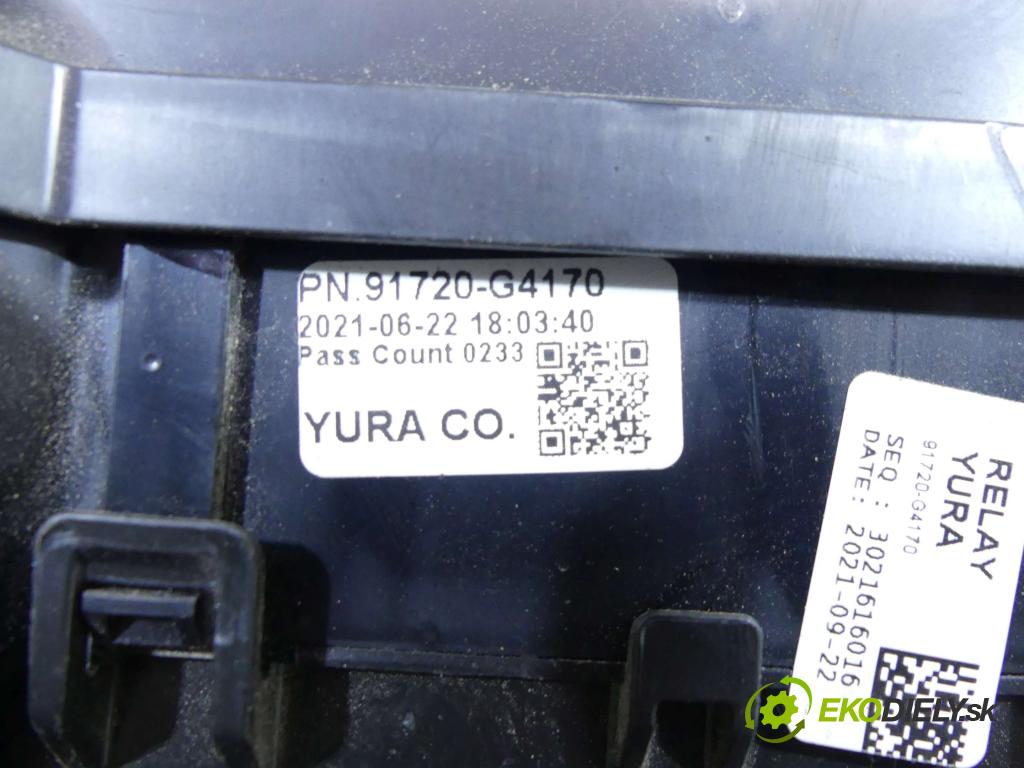 PN.91720-G4170
2021-06-22 18:03:40
Pass Count 0233
YURA CO.
RELAY
YURA
91720-G4170
SEQ : 3021616016
DATE: 2021-09-22
EKODIELY.sk